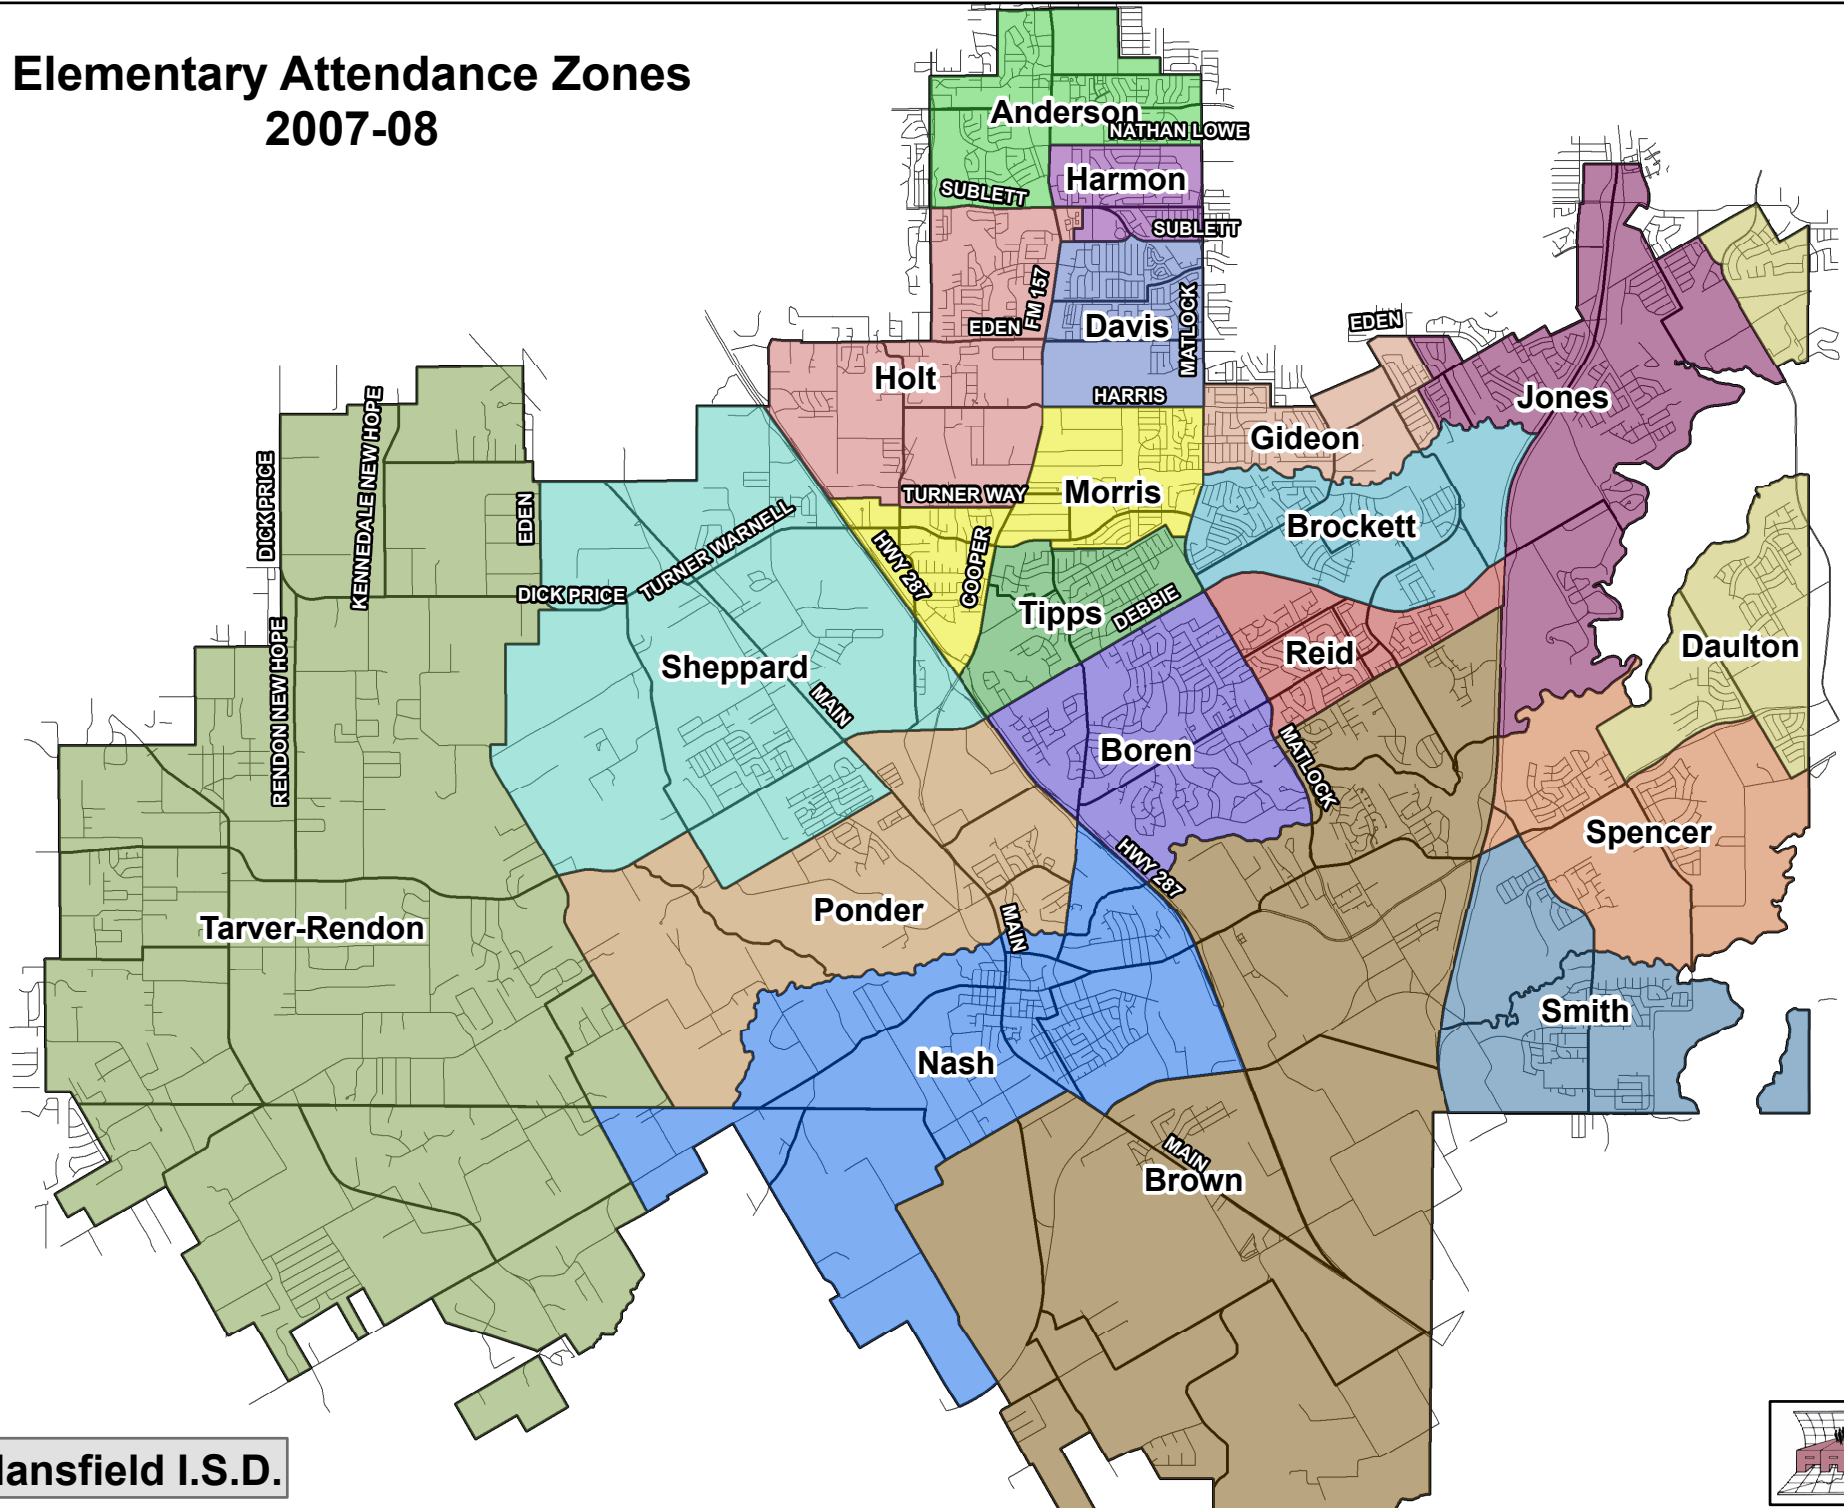 Elementary Attendance Zones
2007-08
Anderson
NATHAN LOWE
Harmon
SUBLETT
SUBLETT
FM 157
EDEN
Davis
MATLOCK
EDEN
Holt
HARRIS
Jones
Gideon
KENNEDALE NEW HOPE
DICK PRICE
EDEN
TURNER WAY
Morris
Brockett
TURNER WARNELL
HWY 287
COOPER
DICK PRICE
Tipps
DEBBIE
Reid
Daulton
RENDON NEW HOPE
Sheppard
MAIN
Boren
MATLOCK
Spencer
HWY 287
Ponder
MAIN
Tarver-Rendon
Smith
Nash
MAIN
Brown
ansfield I.S.D.